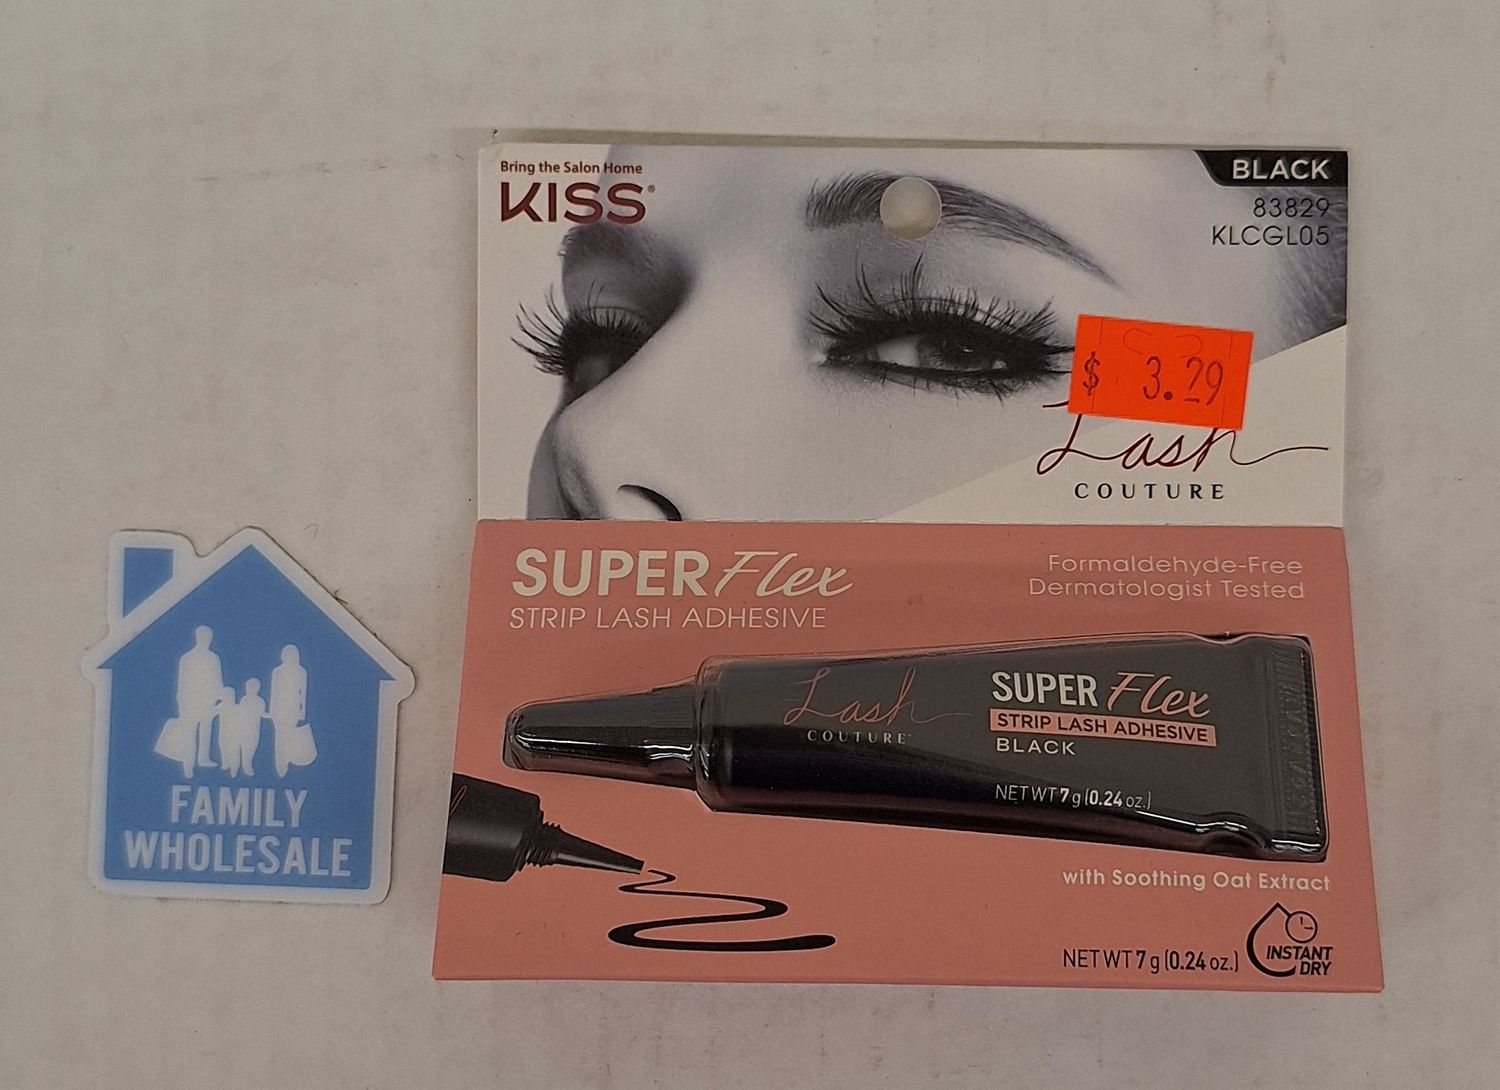 Bring the Salon Home
KISS®
BLACK
83829
KLCGL05
$ 3.29
Lash
COUTURE
SUPER Flex
STRIP LASH ADHESIVE
Formaldehyde-Free
Dermatologist Tested
Lash
COUTURE™
SUPER Flex
STRIP LASH ADHESIVE
BLACK
NET WT 7 g (0.24 oz.)
with Soothing Oat Extract
NET WT 7 g (0.24 oz.)
INSTANT
DRY
FAMILY
WHOLESALE